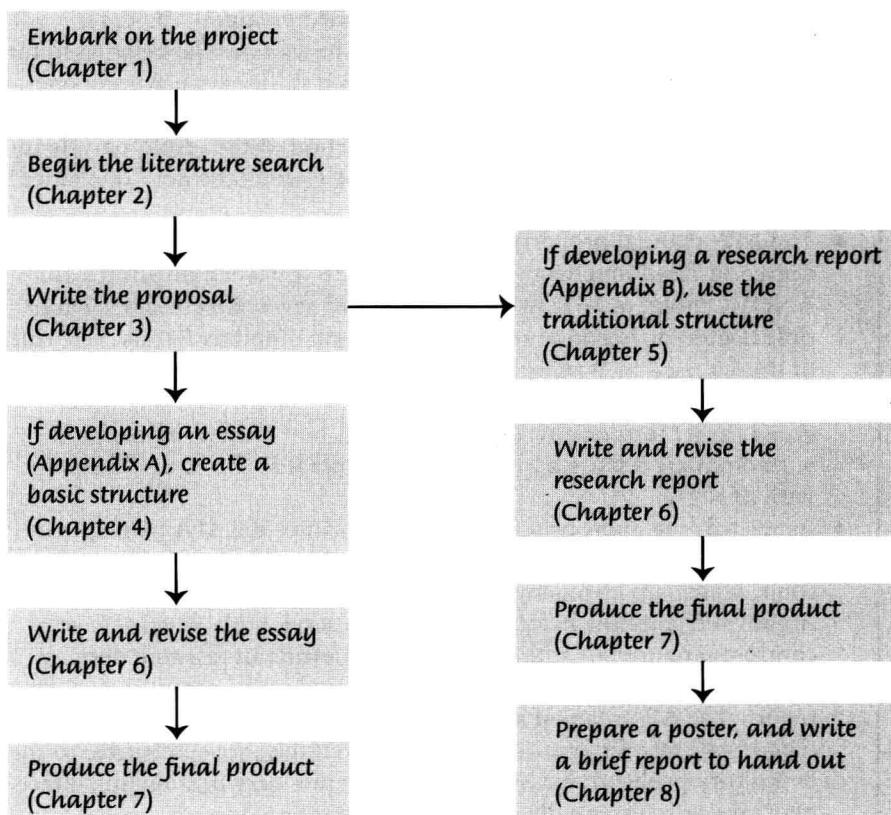 Embark on the project
(Chapter 1)
Begin the literature search
(Chapter 2)
Write the proposal
(Chapter 3)
If developing an essay
(Appendix A), create a
basic structure
(Chapter 4)
Write and revise the essay
(Chapter 6)
Produce the final product
(Chapter 7)
If developing a research report
(Appendix B), use the
traditional structure
(Chapter 5)
Write and revise the
research report
(Chapter 6)
Produce the final product
(Chapter 7)
Prepare a poster, and write
a brief report to hand out
(Chapter 8)